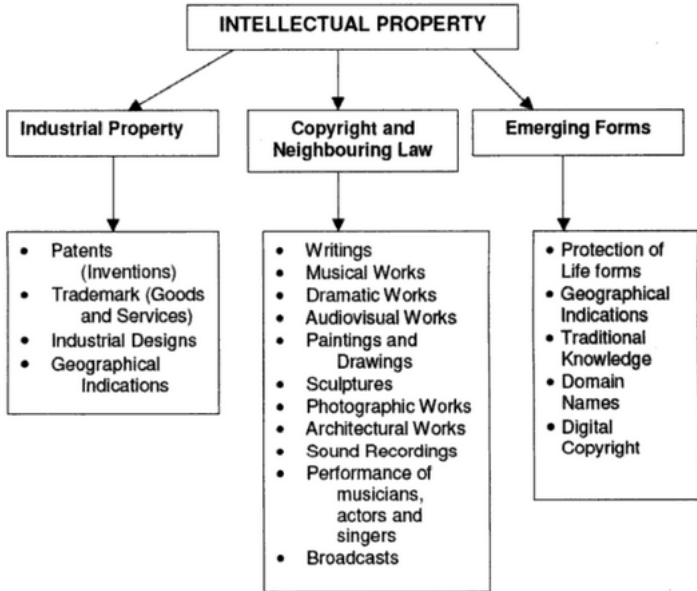 INTELLECTUAL PROPERTY
Industrial Property
Copyright and
Neighbouring Law
Emerging Forms
• Patents
(Inventions)
• Trademark (Goods
and Services)
• Industrial Designs
• Geographical
Indications
• Writings
• Musical Works
• Dramatic Works
• Audiovisual Works
• Paintings and
Drawings
• Sculptures
• Photographic Works
• Architectural Works
• Sound Recordings
• Performance of
musicians,
actors and
singers
• Broadcasts
• Protection of
Life forms
• Geographical
Indications
• Traditional
Knowledge
• Domain
Names
• Digital
Copyright